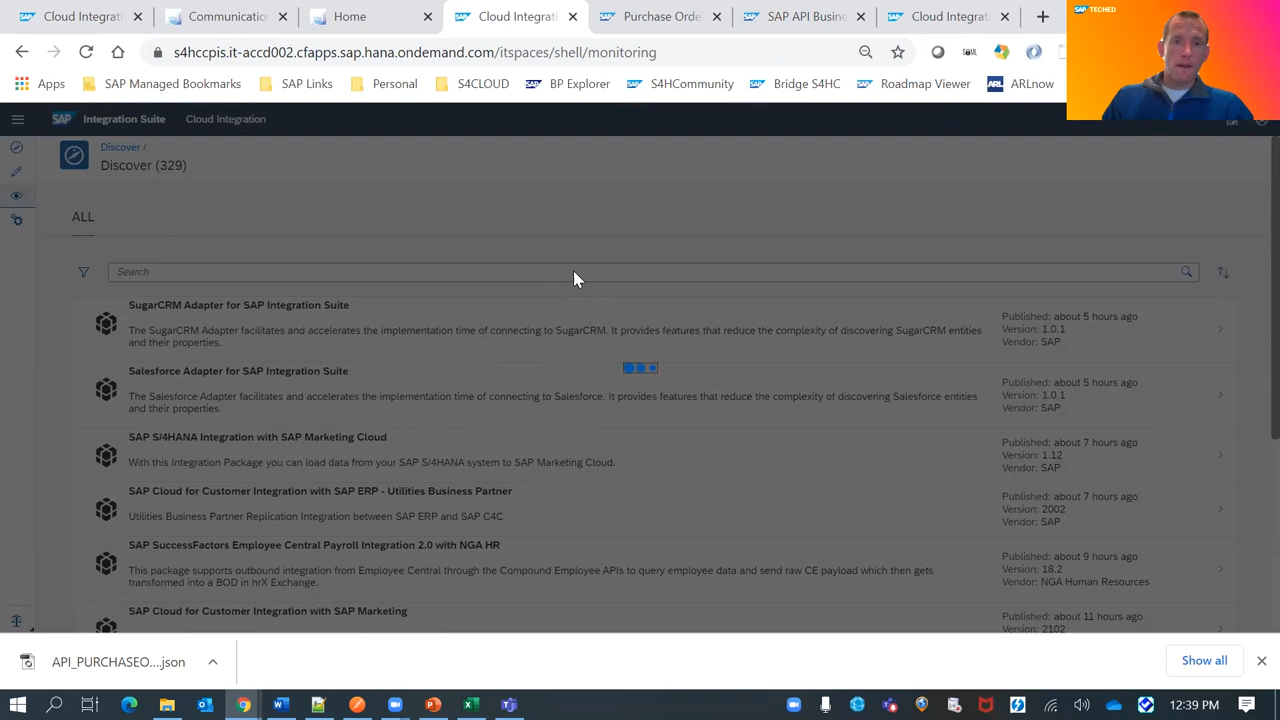 Cloud Integrati
Communication
Home
Cloud Integrati
Purchase Order
SAP API Busine
Cloud Integrati
SAP TECHED
s4hccpis.it-accd002.cfapps.sap.hana.ondemand.com/itspaces/shell/monitoring
Apps
SAP Managed Bookmarks
SAP Links
Personal
S4CLOUD
BP Explorer
S4HCommunity
Bridge S4HC
Roadmap Viewer
ARL ARLnow
SAP Integration Suite Cloud Integration
Discover /
Discover (329)
ALL
Search
SugarCRM Adapter for SAP Integration Suite
The SugarCRM Adapter facilitates and accelerates the implementation time of connecting to SugarCRM. It provides features that reduce the complexity of discovering SugarCRM entities
and their properties.
Published: about 5 hours ago
Version: 1.0.1
Vendor: SAP
Salesforce Adapter for SAP Integration Suite
The Salesforce Adapter facilitates and accelerates the implementation time of connecting to Salesforce. It provides features that reduce the complexity of discovering Salesforce entities
and their properties.
Published: about 5 hours ago
Version: 1.0.1
Vendor: SAP
SAP S/4HANA Integration with SAP Marketing Cloud
With this Integration Package you can load data from your SAP S/4HANA system to SAP Marketing Cloud.
Published: about 7 hours ago
Version: 1.12
Vendor: SAP
SAP Cloud for Customer Integration with SAP ERP - Utilities Business Partner
Utilities Business Partner Replication Integration between SAP ERP and SAP C4C
Published: about 7 hours ago
Version: 2002
Vendor: SAP
SAP SuccessFactors Employee Central Payroll Integration 2.0 with NGA HR
This package supports outbound integration from Employee Central through the Compound Employee APIs to query employee data and send raw CE payload which then gets
transformed into a BOD in hrX Exchange.
Published: about 9 hours ago
Version: 18.2
Vendor: NGA Human Resources
SAP Cloud for Customer Integration with SAP Marketing
Published: about 11 hours ago
Version: 2102
API_PURCHASEO....json
Show all
12:39 PM